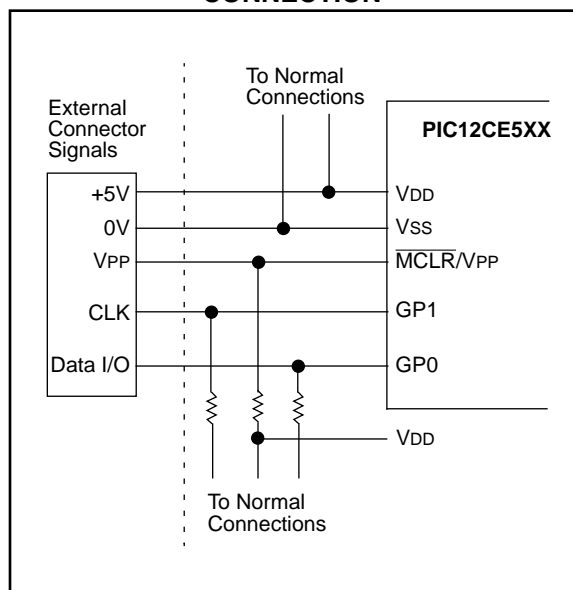 To Normal
Connections
External
Connector
Signals
PIC12CE5XX
+5V
VDD
0V
VSS
VPP
MCLR/VPP
CLK
GP1
Data I/O
GP0
VDD
To Normal
Connections